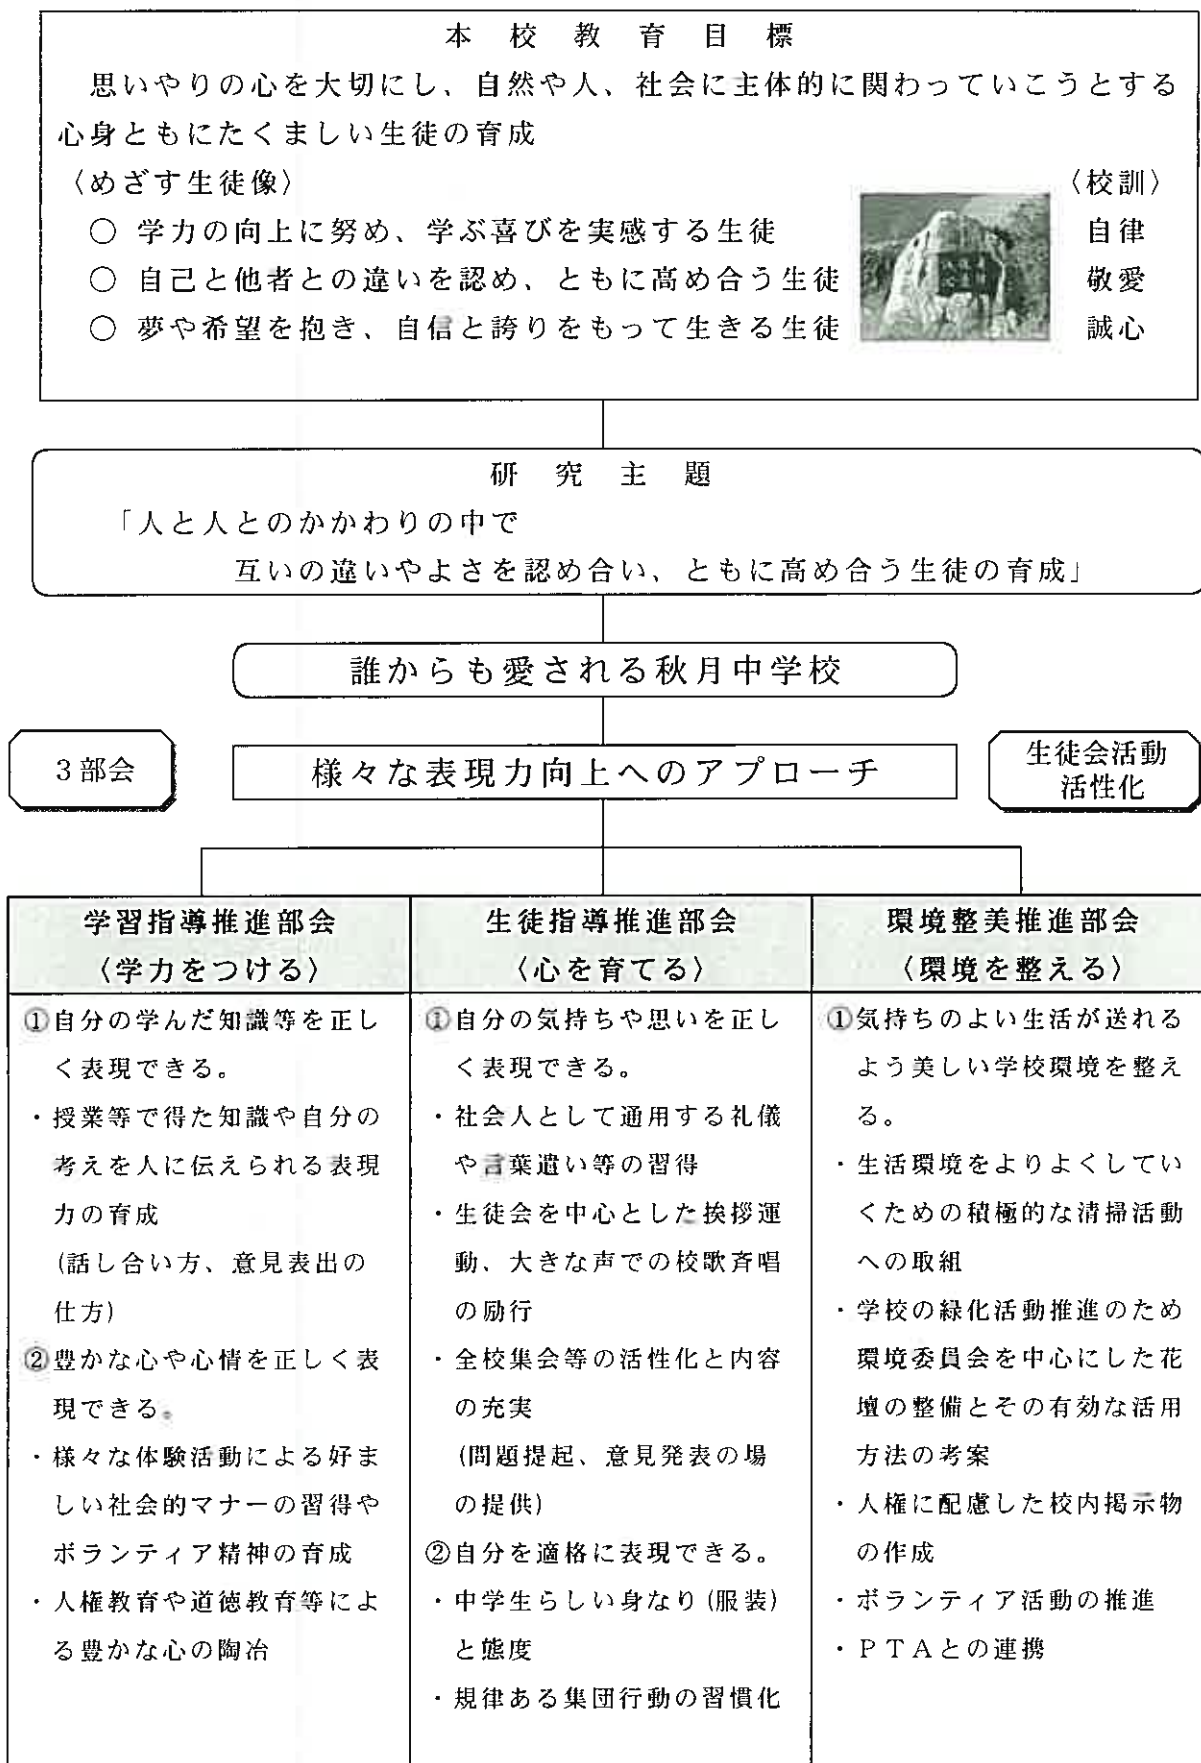 本校教育目標
思いやりの心を大切にし、自然や人、社会に主体的に関わっていこうとする
心身ともにたくましい生徒の育成
〈めざす生徒像〉
〈校訓〉
○ 学力の向上に努め、学ぶ喜びを実感する生徒
自律
○ 自己と他者との違いを認め、ともに高め合う生徒
敬愛
○ 夢や希望を抱き、自信と誇りをもって生きる生徒
誠心
研究主題
「人と人とのかかわりの中で
互いの違いやよさを認め合い、ともに高め合う生徒の育成」
誰からも愛される秋月中学校
3部会
様々な表現力向上へのアプローチ
生徒会活動
活性化
学習指導推進部会
〈学力をつける〉
①自分の学んだ知識等を正し
く表現できる。
・授業等で得た知識や自分の
考えを人に伝えられる表現
力の育成
(話し合い方、意見表出の
仕方)
②豊かな心や心情を正しく表
現できる。
・様々な体験活動による好ま
しい社会的マナーの習得や
ボランティア精神の育成
・人権教育や道徳教育等によ
る豊かな心の陶冶
生徒指導推進部会
〈心を育てる〉
①自分の気持ちや思いを正し
く表現できる。
・社会人として通用する礼儀
や言葉遣い等の習得
・生徒会を中心とした挨拶運
動、大きな声での校歌斉唱
の励行
・全校集会等の活性化と内容
の充実
(問題提起、意見発表の場
の提供)
②自分を適格に表現できる。
・中学生らしい身なり(服装)
と態度
・規律ある集団行動の習慣化
環境整美推進部会
〈環境を整える〉
①気持ちのよい生活が送れる
よう美しい学校環境を整え
る。
・生活環境をよりよくしてい
くための積極的な清掃活動
への取組
・学校の緑化活動推進のため
環境委員会を中心にした花
壇の整備とその有効な活用
方法の考案
・人権に配慮した校内掲示物
の作成
・ボランティア活動の推進
・PTAとの連携